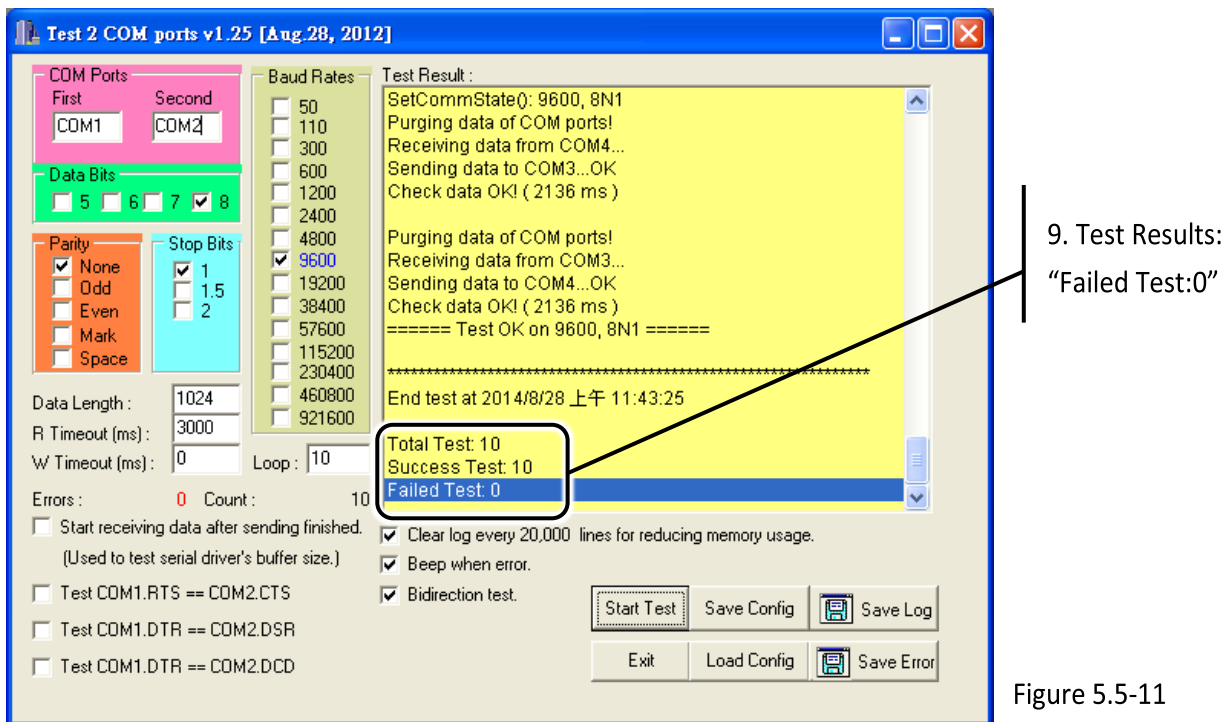 Test 2 COM ports v1.25 [Aug.28, 2012]
COM Ports
First Second
COM1 COM2
Data Bits
5 6 7 8
Parity
None
Odd
Even
Mark
Space
Stop Bits
1
1.5
2
Baud Rates
50
110
300
600
1200
2400
4800
9600
19200
38400
57600
115200
230400
460800
921600
Data Length : 1024
R Timeout (ms) : 3000
W Timeout (ms) : 0
Loop : 10
Errors : 0 Count : 10
Start receiving data after sending finished.
(Used to test serial driver's buffer size.)
Test COM1.RTS == COM2.CTS
Test COM1.DTR == COM2.DSR
Test COM1.DTR == COM2.DCD
Test Result :
SetCommState(): 9600, 8N1
Purging data of COM ports!
Receiving data from COM4...
Sending data to COM3...OK
Check data OK! ( 2136 ms )
Purging data of COM ports!
Receiving data from COM3...
Sending data to COM4...OK
Check data OK! ( 2136 ms )
====== Test OK on 9600, 8N1 ======
**********************************************************************
End test at 2014/8/28 上午 11:43:25
Total Test: 10
Success Test: 10
Failed Test: 0
Clear log every 20,000 lines for reducing memory usage.
Beep when error.
Bidirection test.
Start Test Save Config Save Log
Exit Load Config Save Error
9. Test Results:
“Failed Test:0”
Figure 5.5-11